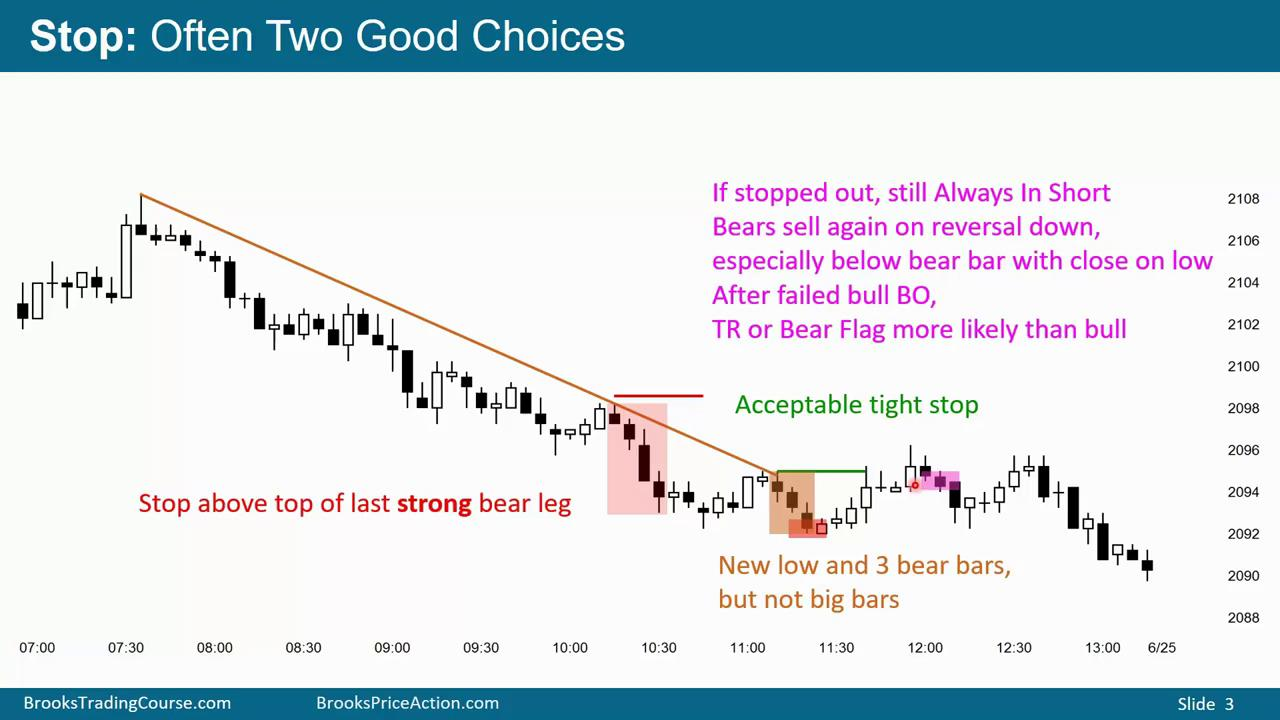 Stop: Often Two Good Choices
If stopped out, still Always In Short
Bears sell again on reversal down,
especially below bear bar with close on low
After failed bull BO,
TR or Bear Flag more likely than bull
Acceptable tight stop
Stop above top of last strong bear leg
New low and 3 bear bars,
but not big bars
2108
2106
2104
2102
2100
2098
2096
2094
2092
2090
2088
07:00 07:30 08:00 08:30 09:00 09:30 10:00 10:30 11:00 11:30 12:00 12:30 13:00 6/25
BrooksTradingCourse.com BrooksPriceAction.com Slide 3